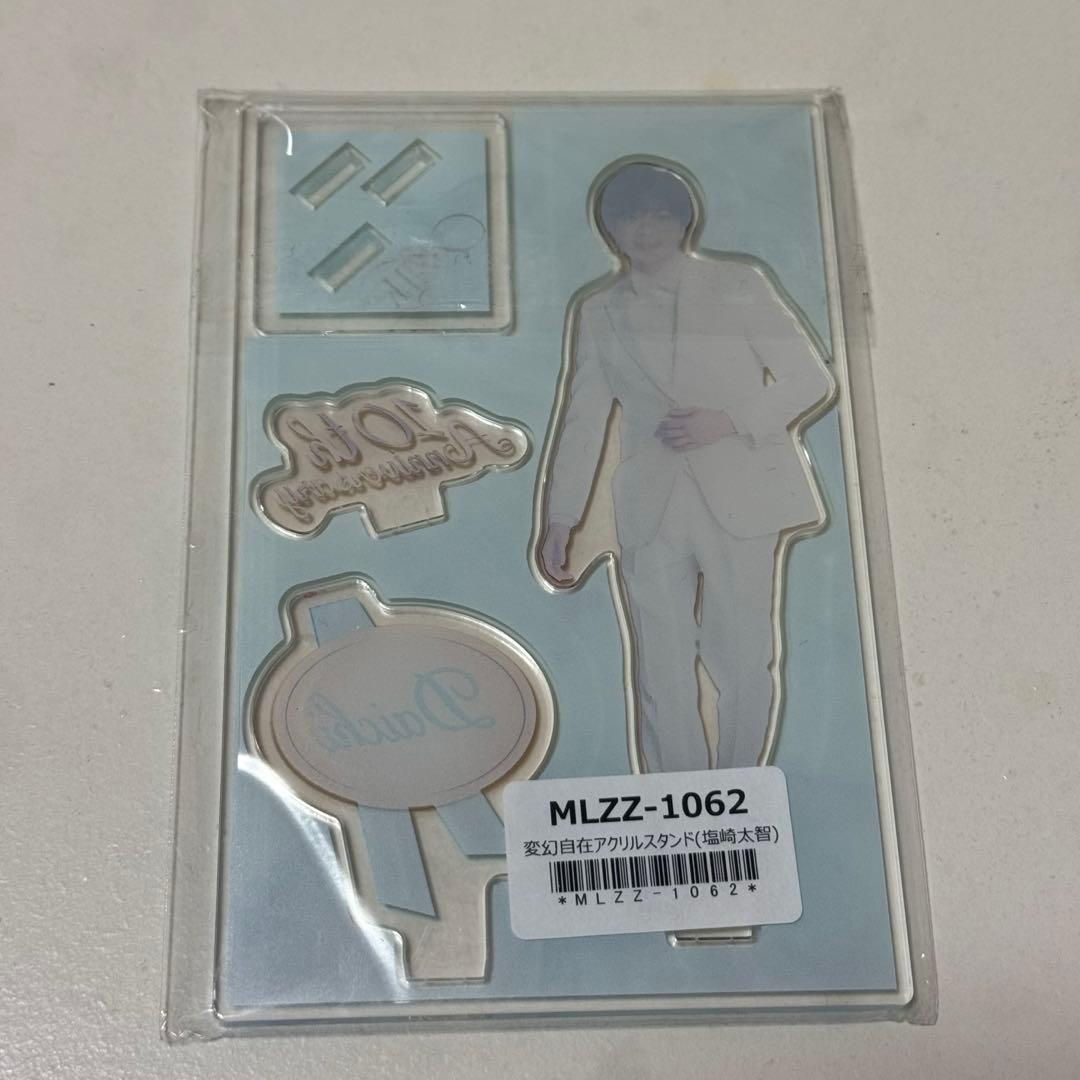 10th
Anniversary
Daichi
MLZZ-1062
変幻自在アクリルスタンド(塩崎太智)
*MLZZ-1062*